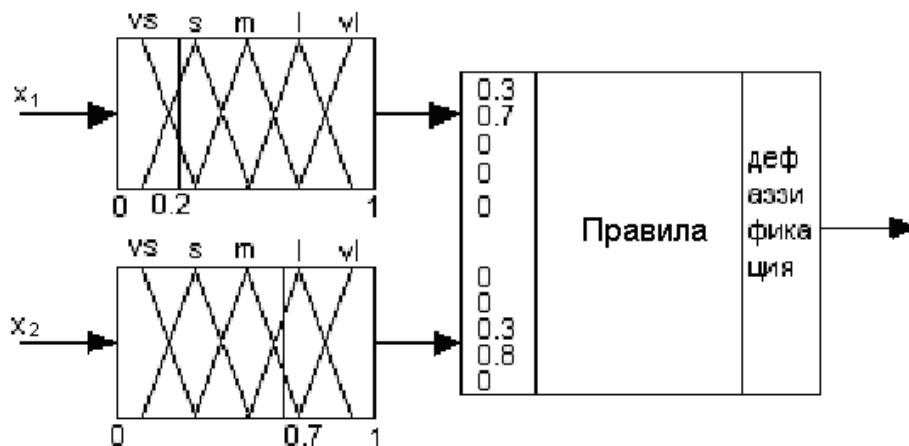 vs s m l vl
x1
0 0.2 1
vs s m l vl
x2
0 0.7 1
0.3
0.7
0
0
0
0
0
0.3
0.8
0
Правила
деф
аззи
фика
ция